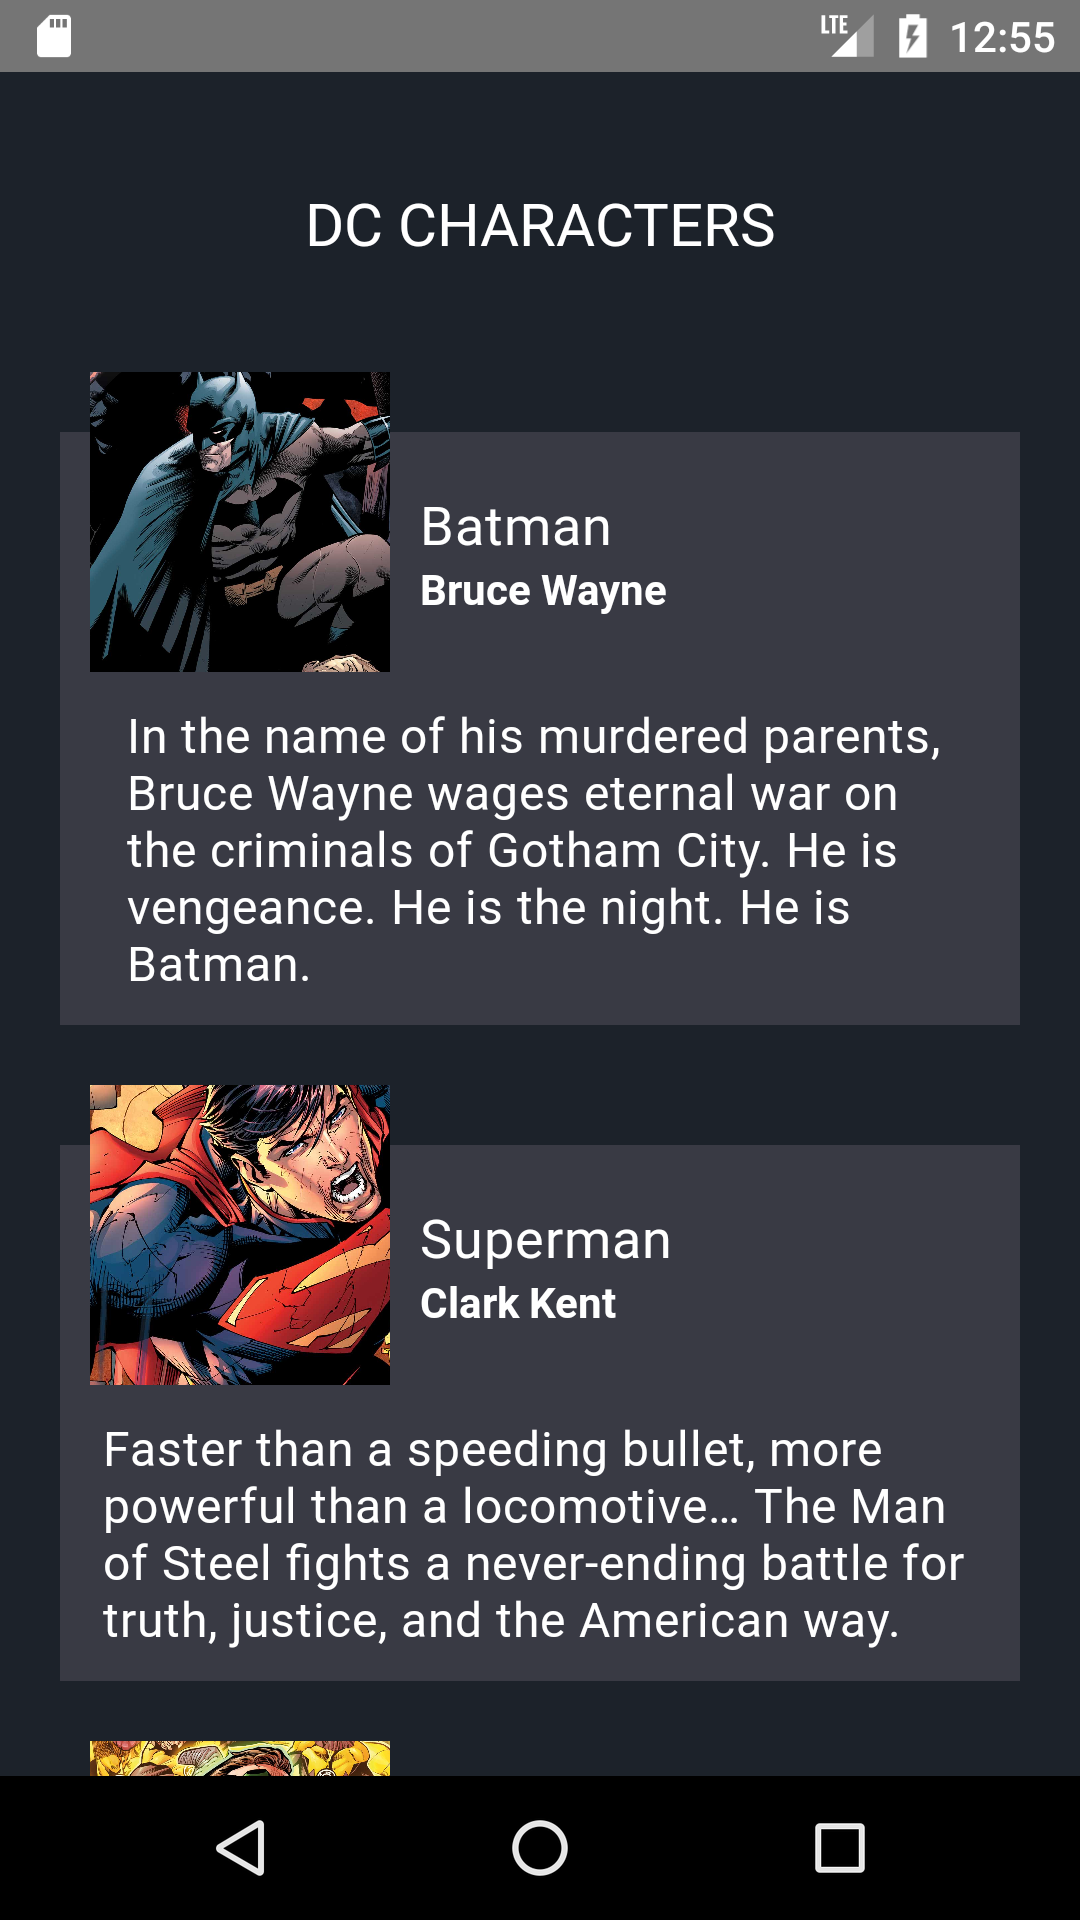 LTE 12:55
DC CHARACTERS
Batman
Bruce Wayne
In the name of his murdered parents,
Bruce Wayne wages eternal war on
the criminals of Gotham City. He is
vengeance. He is the night. He is
Batman.
Superman
Clark Kent
Faster than a speeding bullet, more
powerful than a locomotive… The Man
of Steel fights a never-ending battle for
truth, justice, and the American way.